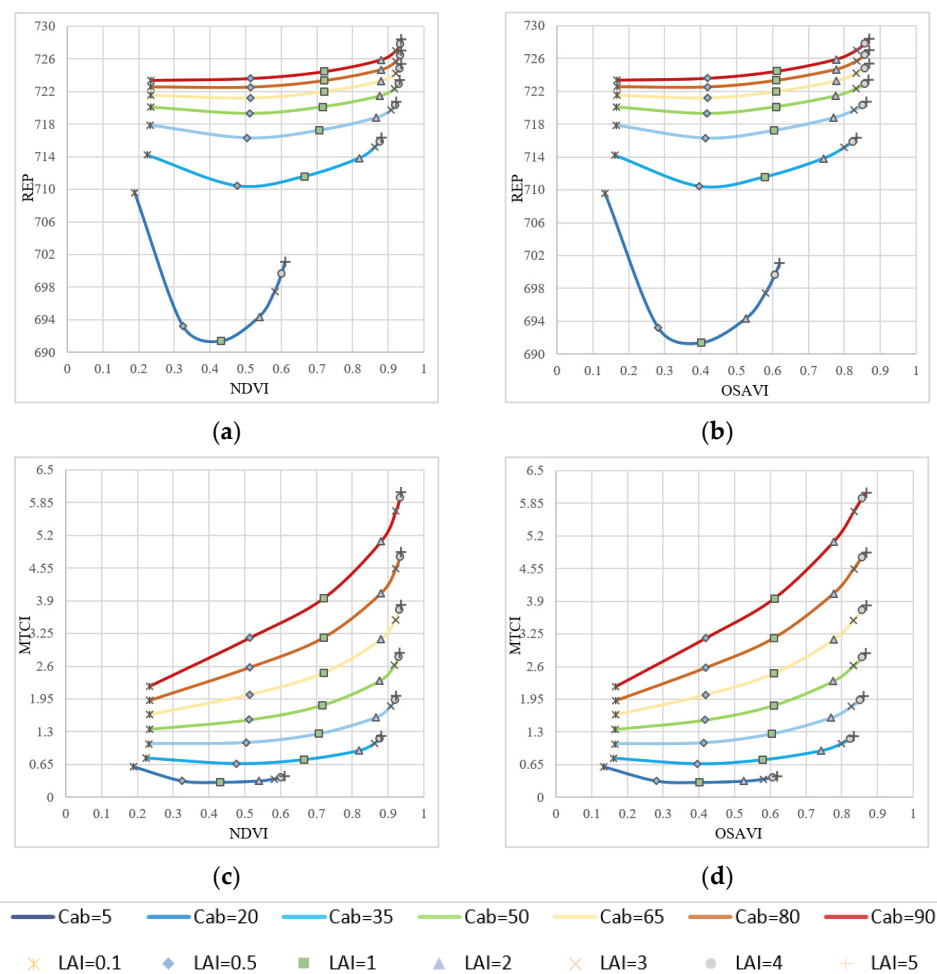 730
726
722
718
714
710
706
702
698
694
690
REP
0 0.1 0.2 0.3 0.4 0.5 0.6 0.7 0.8 0.9 1
NDVI
(a)
730
726
722
718
714
710
706
702
698
694
690
REP
0 0.1 0.2 0.3 0.4 0.5 0.6 0.7 0.8 0.9 1
OSAVI
(b)
6.5
5.85
5.2
4.55
3.9
3.25
2.6
1.95
1.3
0.65
0
MTCI
0 0.1 0.2 0.3 0.4 0.5 0.6 0.7 0.8 0.9 1
NDVI
(c)
6.5
5.85
5.2
4.55
3.9
3.25
2.6
1.95
1.3
0.65
0
MTCI
0 0.1 0.2 0.3 0.4 0.5 0.6 0.7 0.8 0.9 1
OSAVI
(d)
Cab=5 Cab=20 Cab=35 Cab=50 Cab=65 Cab=80 Cab=90
LAI=0.1 LAI=0.5 LAI=1 LAI=2 LAI=3 LAI=4 LAI=5